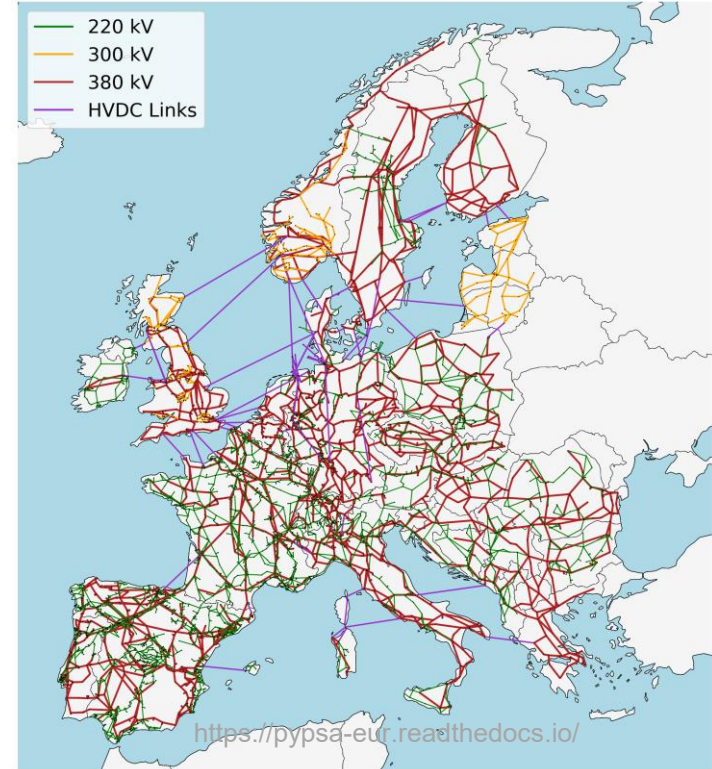 220 kV
300 kV
380 kV
HVDC Links
https://pypsa-eur.readthedocs.io/